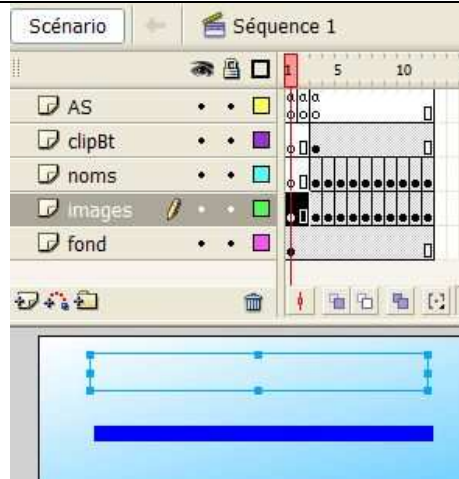 Scénario Séquence 1
1 5 10
AS
a a a
clipBt
noms
images
fond